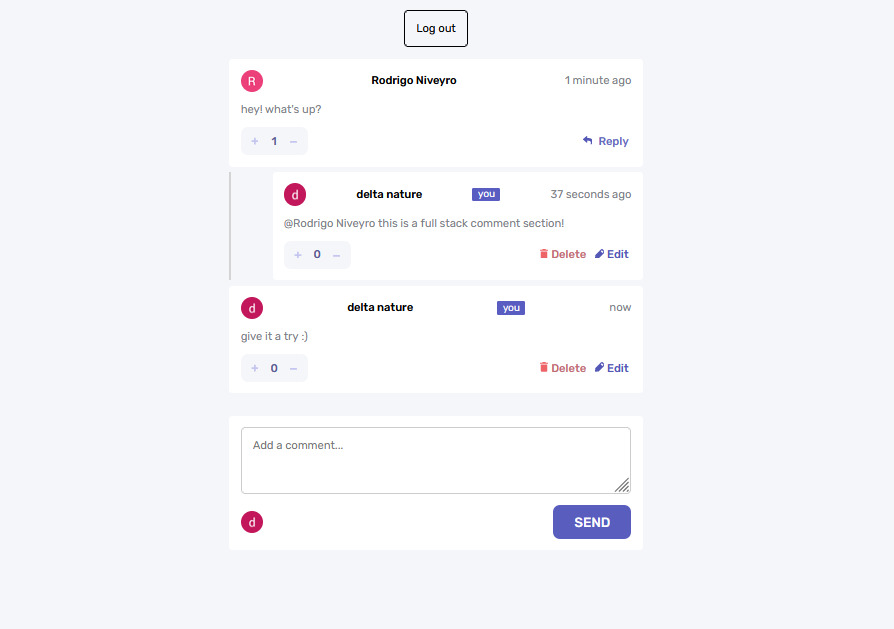 Log out
R Rodrigo Niveyro 1 minute ago
hey! what's up?
+ 1 − Reply
d delta nature you 37 seconds ago
@Rodrigo Niveyro this is a full stack comment section!
+ 0 − Delete Edit
d delta nature you now
give it a try :)
+ 0 − Delete Edit
Add a comment...
d SEND